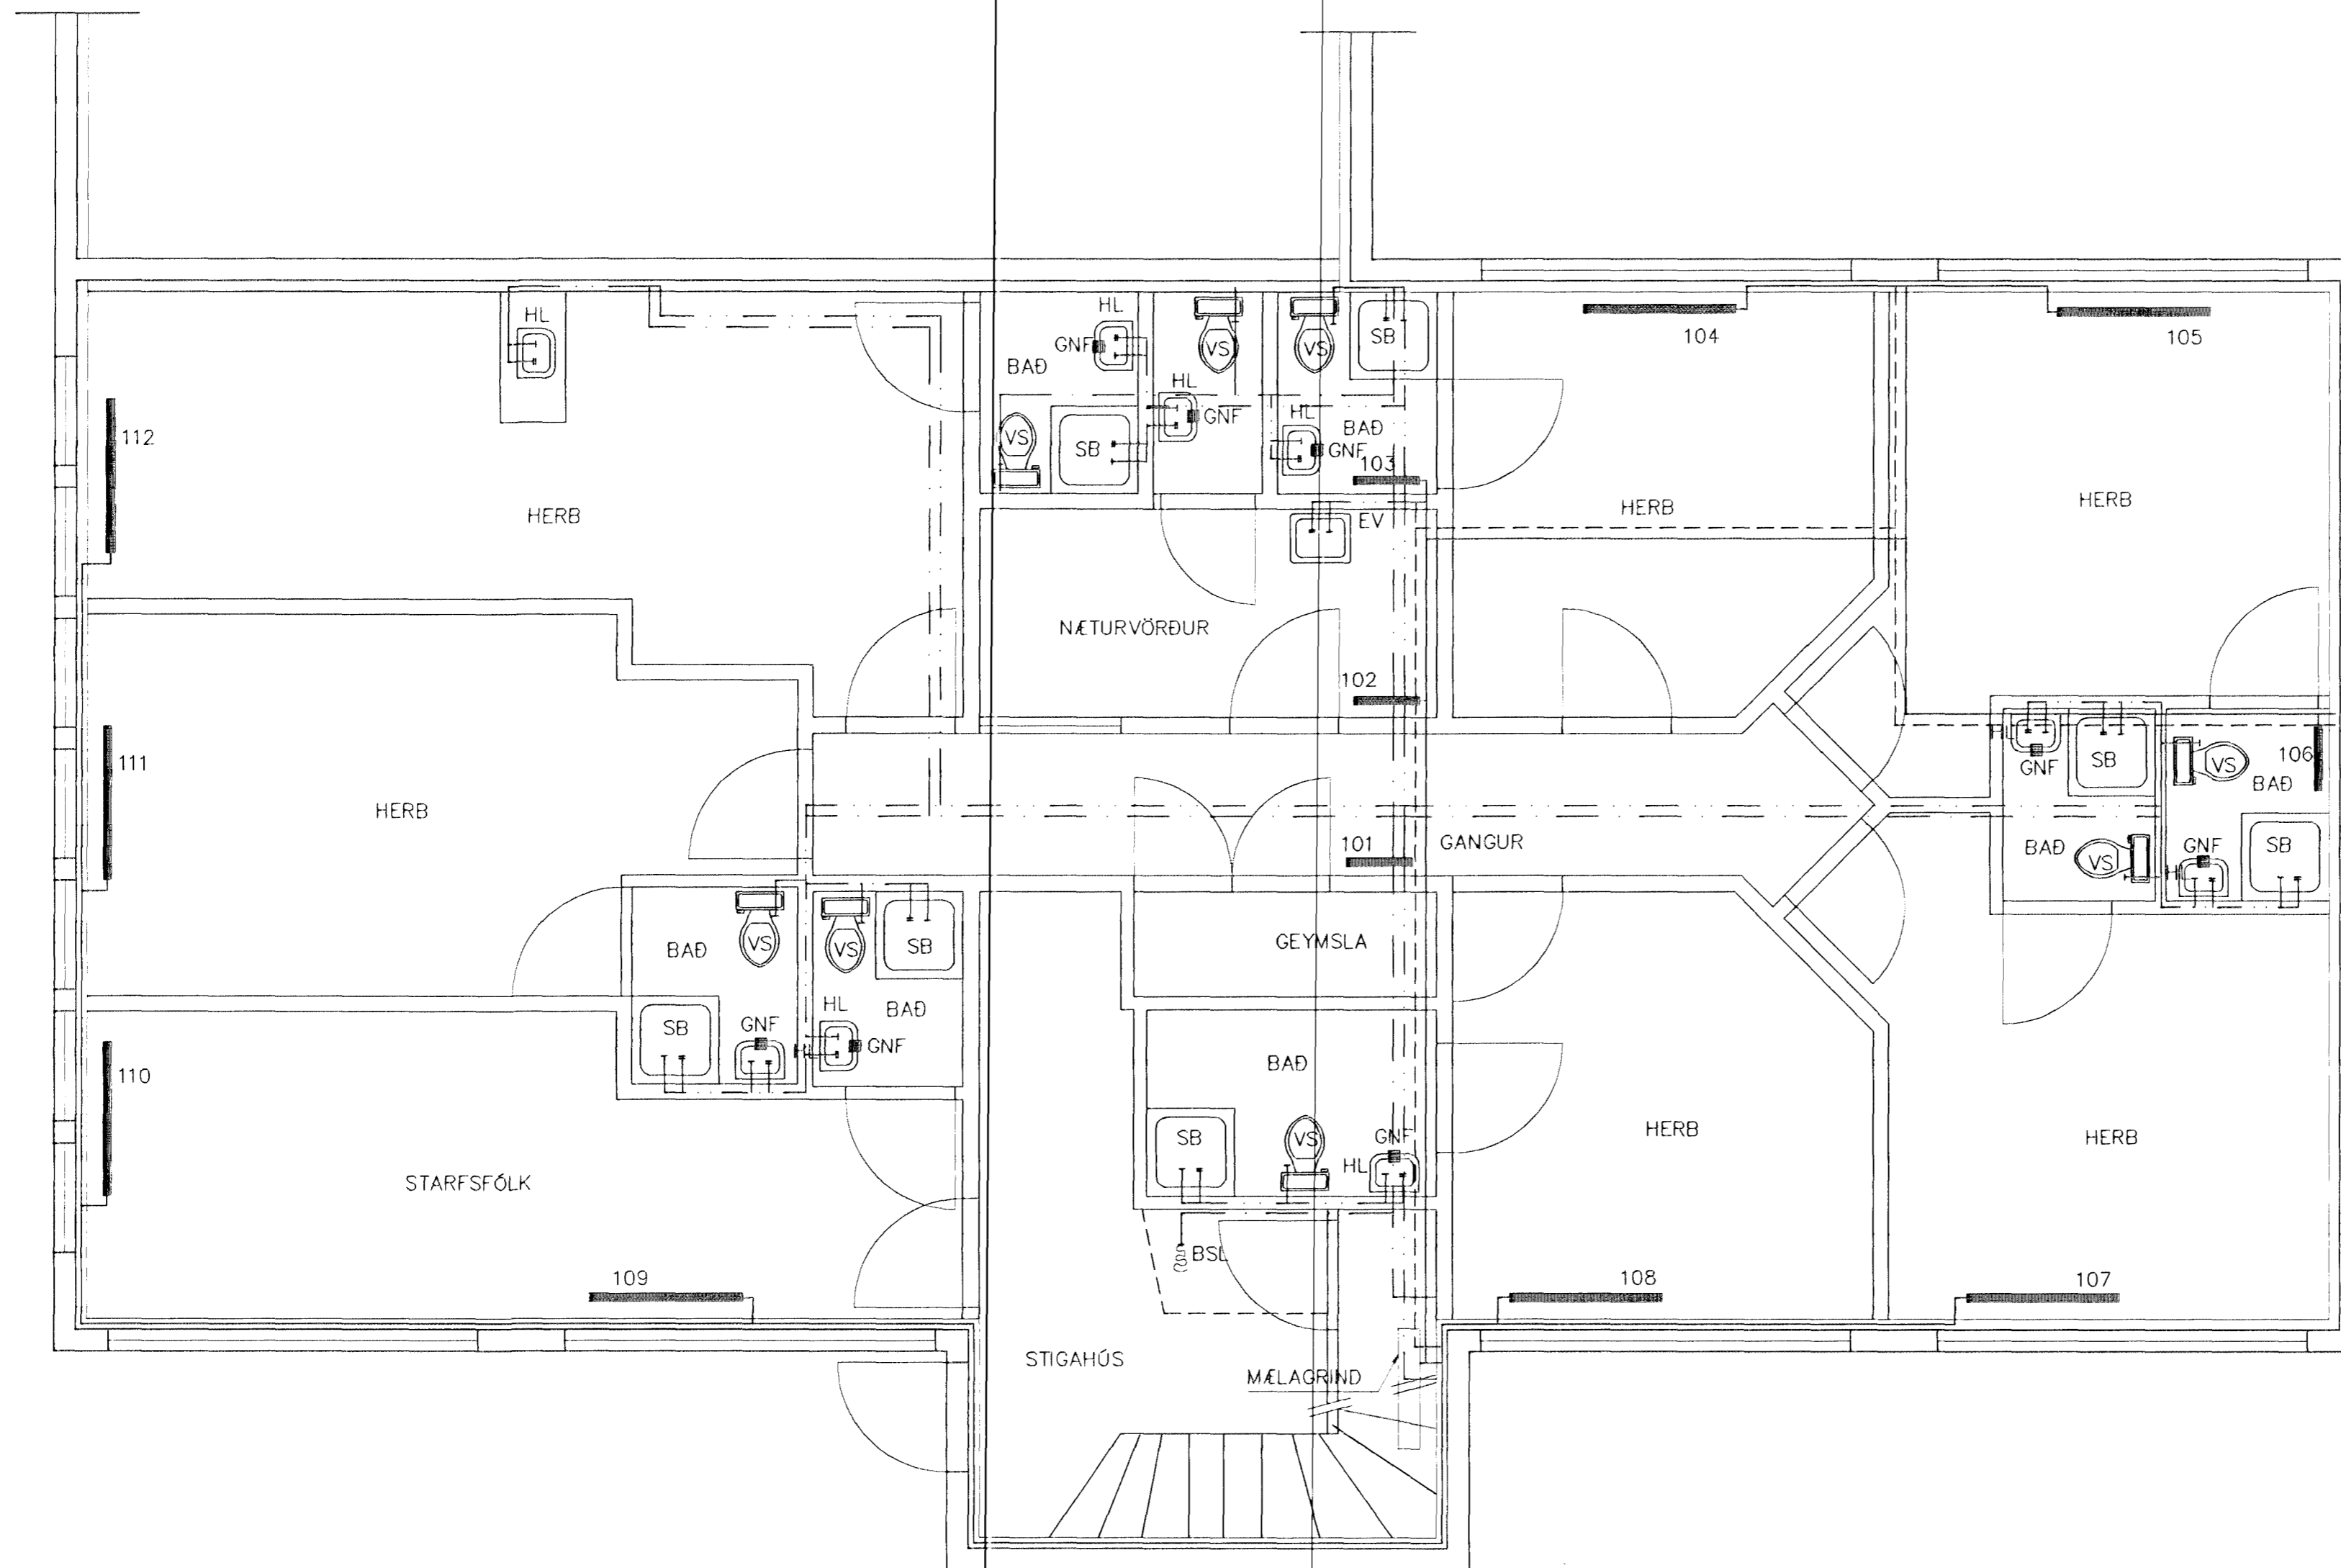 HL
HL
GNF
BAÐ
VS
VS
SB
104
105
112
HL
GNF
HL
BAÐ
GNF
VS
SB
103
HERB
HERB
HERB
EV
NÆTURVÖRÐUR
102
111
HERB
GNF
SB
VS
BAÐ
106
101
GANGUR
BAÐ
VS
GNF
SB
BAÐ
VS
VS
SB
GEYMSLA
SB
GNF
HL
BAÐ
GNF
110
BAÐ
SB
VS
GNF
HL
HERB
HERB
STARFSFÓLK
BSL
109
108
107
STIGAHÚS
MÆLAGRIND